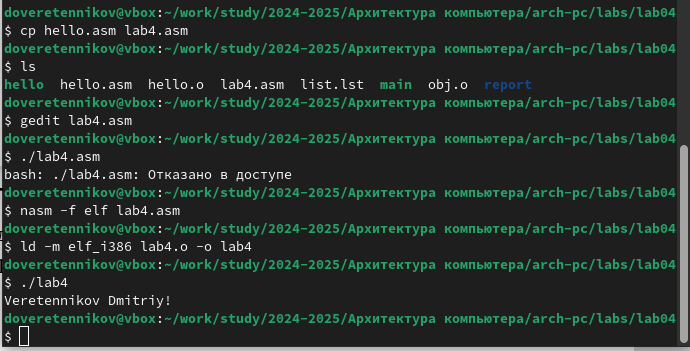 doveretennikov@vbox:~/work/study/2024-2025/Архитектура компьютера/arch-pc/labs/lab04
$ cp hello.asm lab4.asm
doveretennikov@vbox:~/work/study/2024-2025/Архитектура компьютера/arch-pc/labs/lab04
$ ls
hello hello.asm hello.o lab4.asm list.lst main obj.o report
doveretennikov@vbox:~/work/study/2024-2025/Архитектура компьютера/arch-pc/labs/lab04
$ gedit lab4.asm
doveretennikov@vbox:~/work/study/2024-2025/Архитектура компьютера/arch-pc/labs/lab04
$ ./lab4.asm
bash: ./lab4.asm: Отказано в доступе
doveretennikov@vbox:~/work/study/2024-2025/Архитектура компьютера/arch-pc/labs/lab04
$ nasm -f elf lab4.asm
doveretennikov@vbox:~/work/study/2024-2025/Архитектура компьютера/arch-pc/labs/lab04
$ ld -m elf_i386 lab4.o -o lab4
doveretennikov@vbox:~/work/study/2024-2025/Архитектура компьютера/arch-pc/labs/lab04
$ ./lab4
Veretennikov Dmitriy!
doveretennikov@vbox:~/work/study/2024-2025/Архитектура компьютера/arch-pc/labs/lab04
$